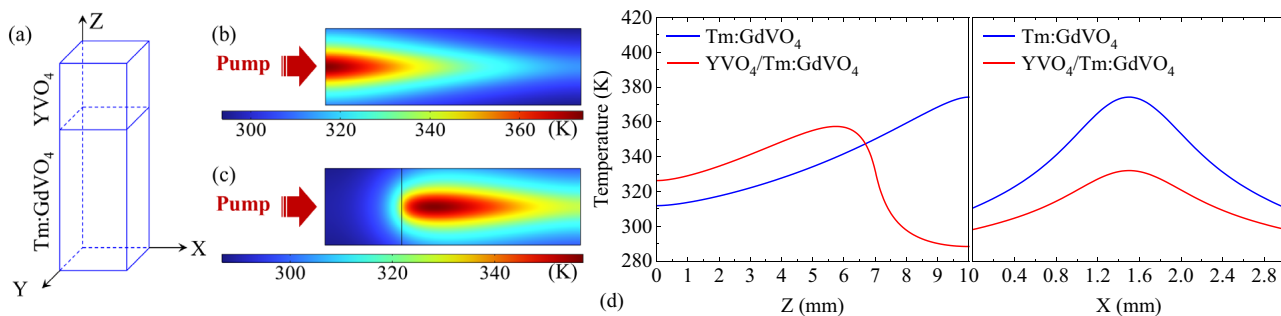 (a)
Z
YVO4
Tm:GdVO4
X
Y
(b)
Pump
300 320 340 360 (K)
(c)
Pump
300 320 340 (K)
(d)
Temperature (K)
420
400
380
360
340
320
300
280
Tm:GdVO4
YVO4/Tm:GdVO4
0 1 2 3 4 5 6 7 8 9 10
Z (mm)
Tm:GdVO4
YVO4/Tm:GdVO4
0.4 0.8 1.2 1.6 2.0 2.4 2.8
X (mm)